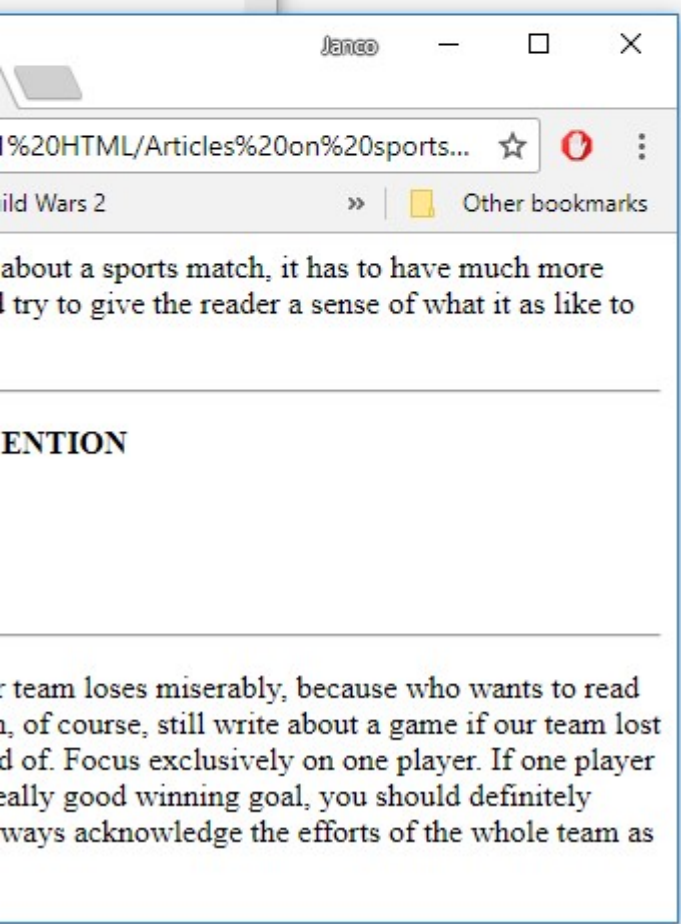 Janco
1%20HTML/Articles%20on%20sports...
ild Wars 2
»
Other bookmarks
about a sports match, it has to have much more
d try to give the reader a sense of what it as like to
ENTION
r team loses miserably, because who wants to read
n, of course, still write about a game if our team lost
d of. Focus exclusively on one player. If one player
eally good winning goal, you should definitely
ways acknowledge the efforts of the whole team as